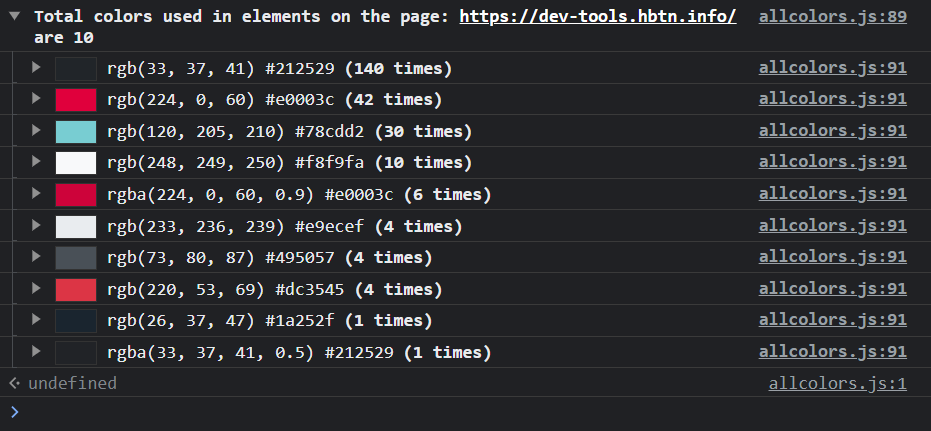 Total colors used in elements on the page: https://dev-tools.hbtn.info/ allcolors.js:89
are 10
rgb(33, 37, 41) #212529 (140 times) allcolors.js:91
rgb(224, 0, 60) #e0003c (42 times) allcolors.js:91
rgb(120, 205, 210) #78cdd2 (30 times) allcolors.js:91
rgb(248, 249, 250) #f8f9fa (10 times) allcolors.js:91
rgba(224, 0, 60, 0.9) #e0003c (6 times) allcolors.js:91
rgb(233, 236, 239) #e9ecef (4 times) allcolors.js:91
rgb(73, 80, 87) #495057 (4 times) allcolors.js:91
rgb(220, 53, 69) #dc3545 (4 times) allcolors.js:91
rgb(26, 37, 47) #1a252f (1 times) allcolors.js:91
rgba(33, 37, 41, 0.5) #212529 (1 times) allcolors.js:91
undefined allcolors.js:1